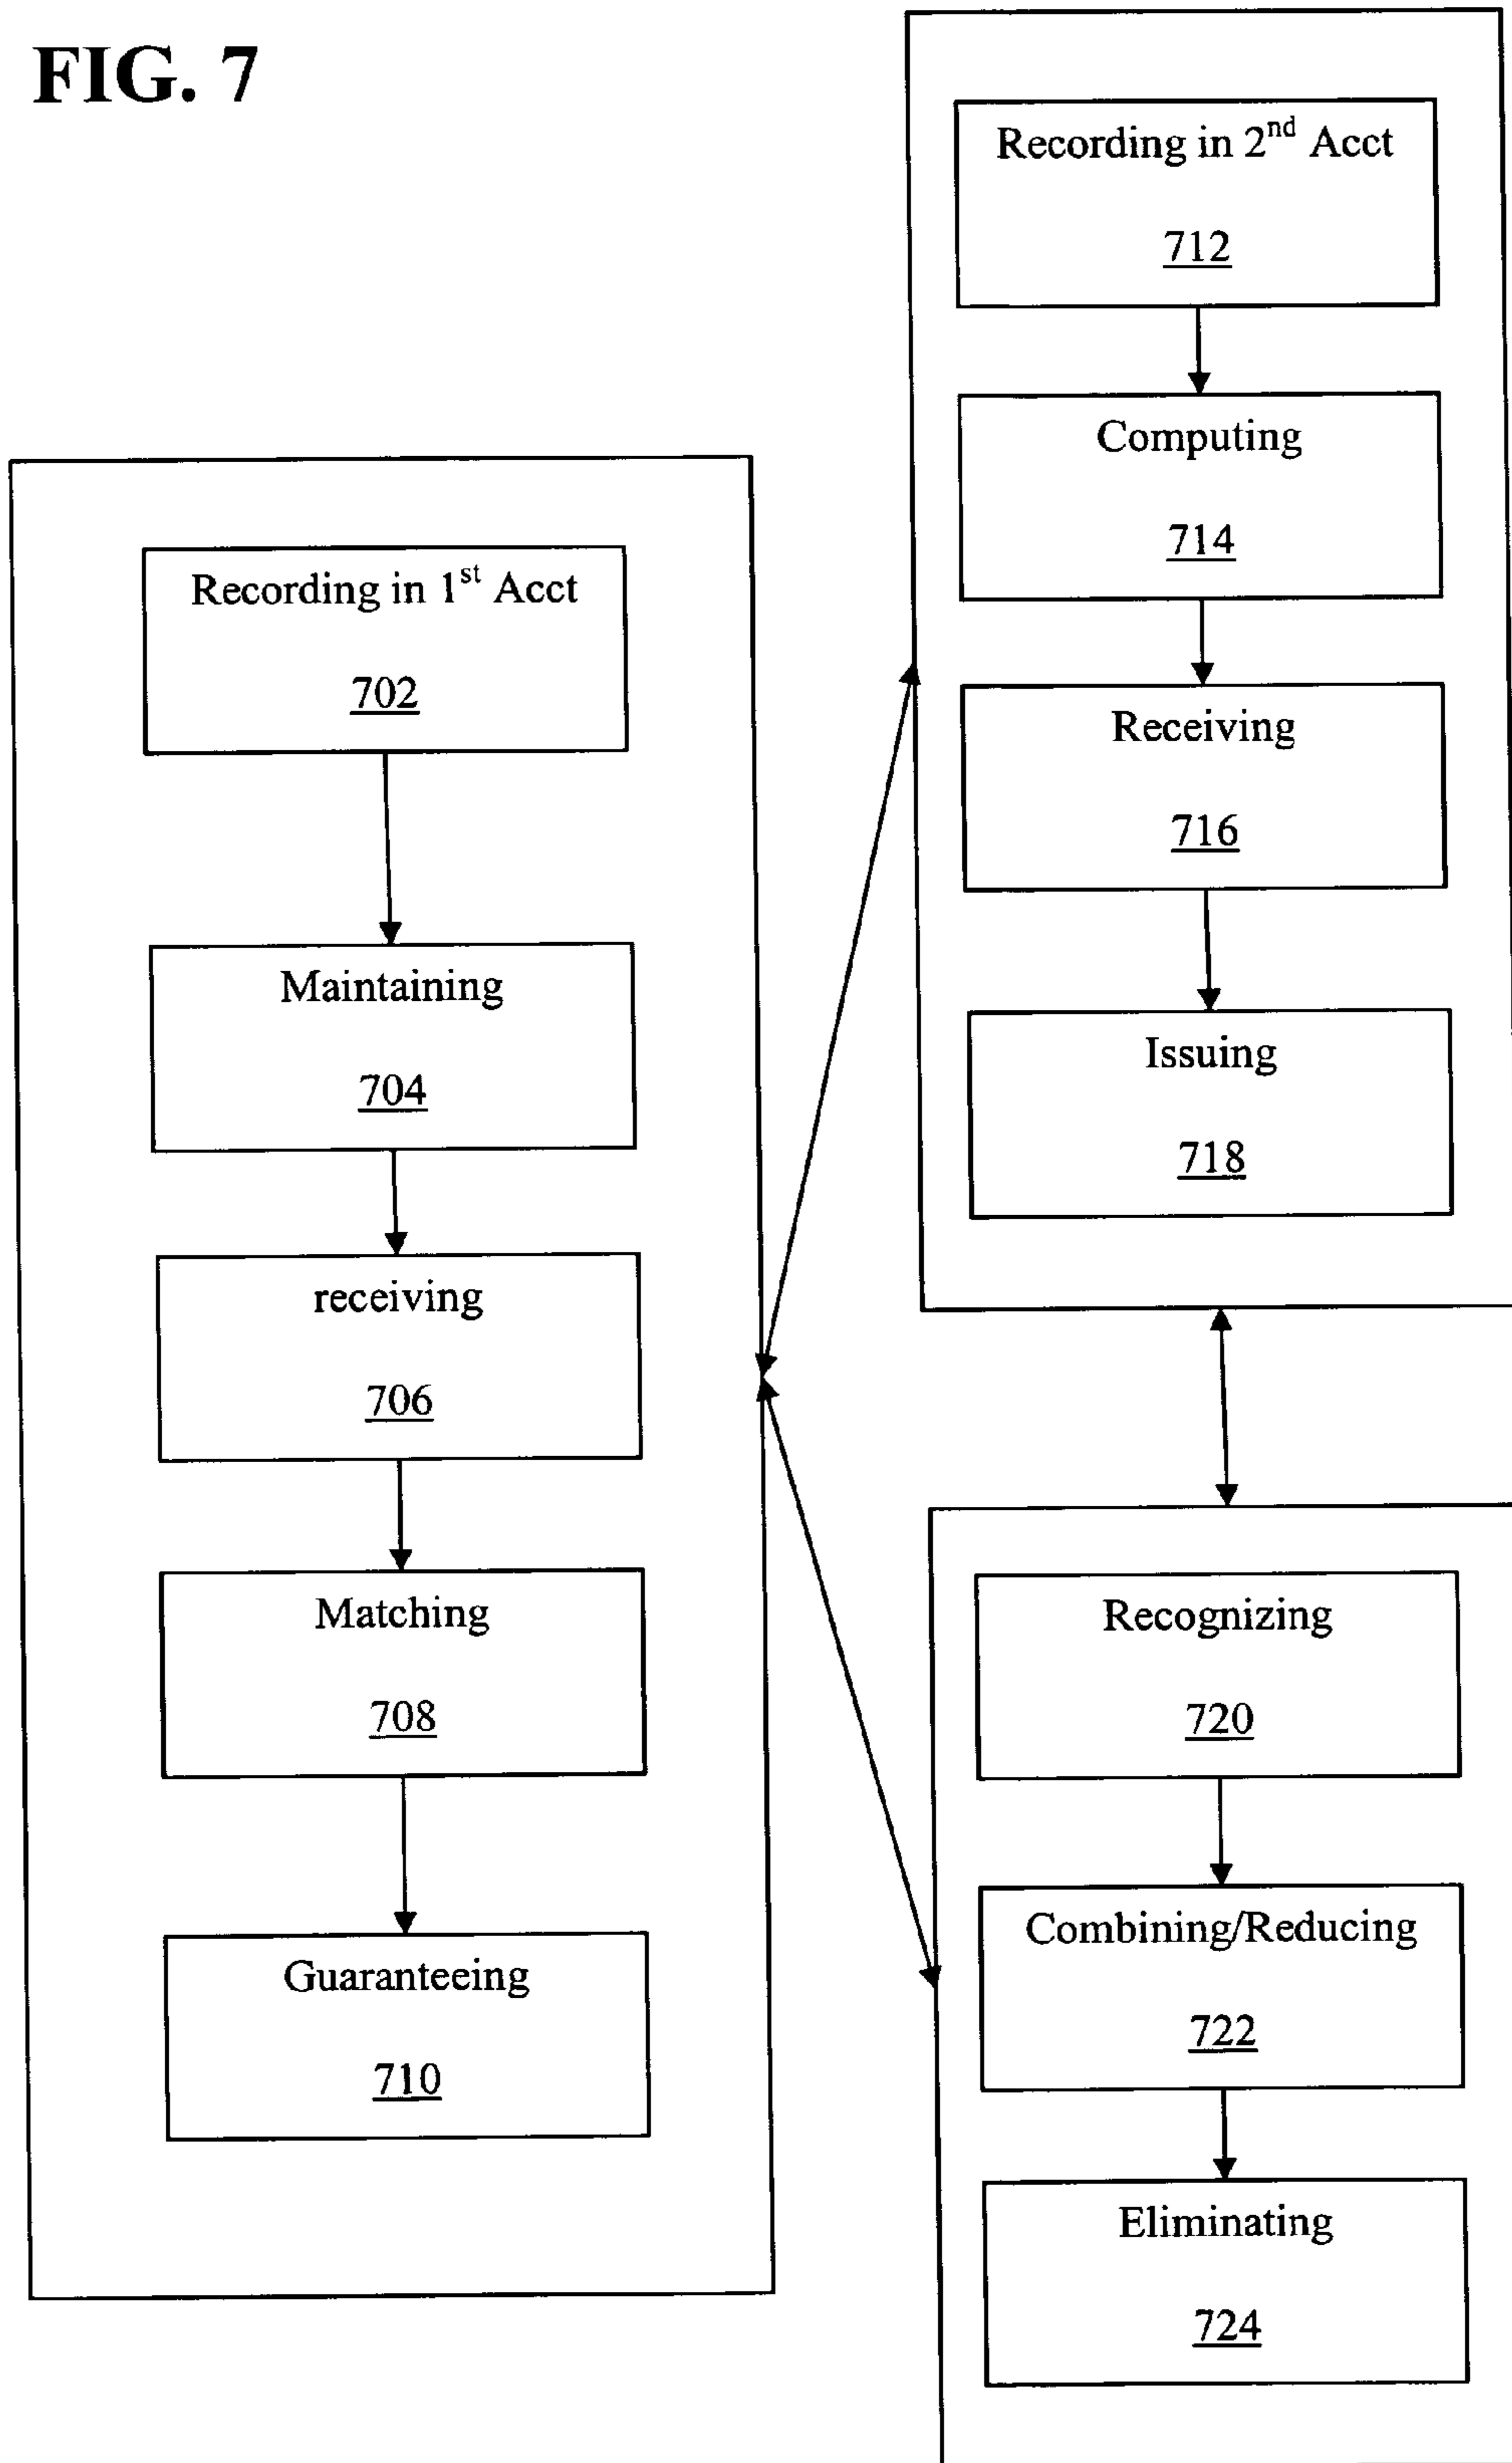 FIG. 7
Recording in 1st Acct
702
Maintaining
704
receiving
706
Matching
708
Guaranteeing
710
Recording in 2nd Acct
712
Computing
714
Receiving
716
Issuing
718
Recognizing
720
Combining/Reducing
722
Eliminating
724